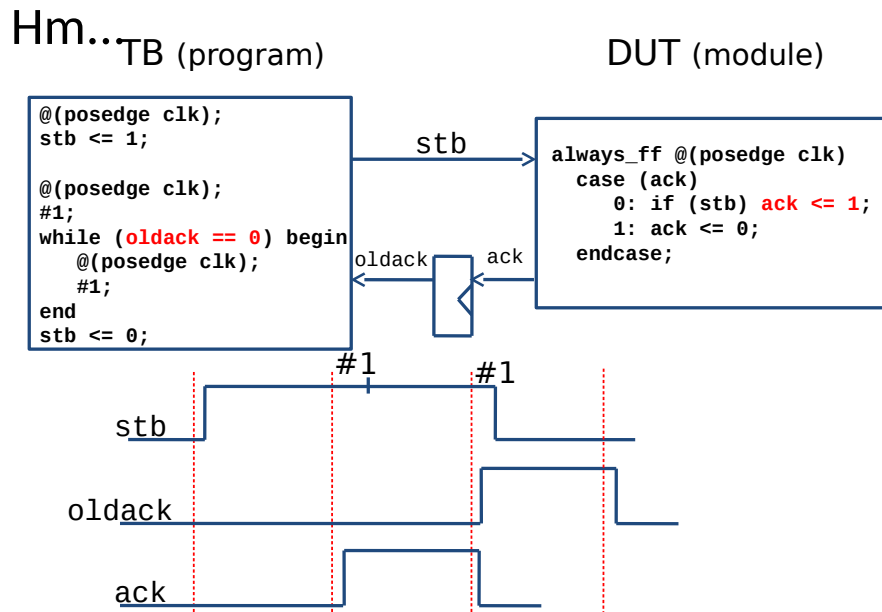 Hm...
TB (program)
DUT (module)
@(posedge clk);
stb <= 1;
@(posedge clk);
#1;
while (oldack == 0) begin
@(posedge clk);
#1;
end
stb <= 0;
stb
oldack
ack
always_ff @(posedge clk)
case (ack)
0: if (stb) ack <= 1;
1: ack <= 0;
endcase;
#1
#1
stb
oldack
ack